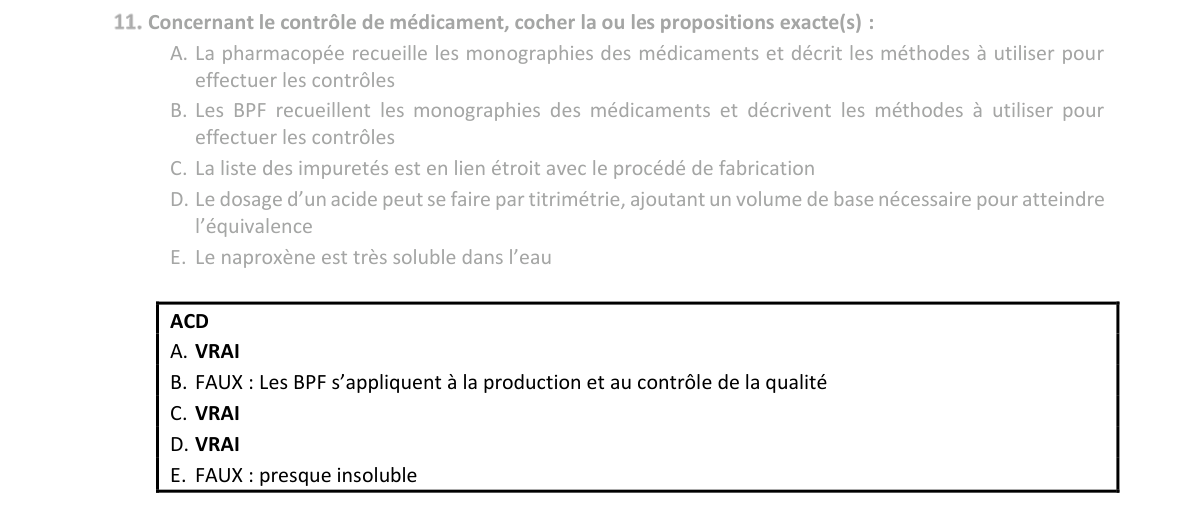 11. Concernant le contrôle de médicament, cocher la ou les propositions exacte(s) :
A. La pharmacopée recueille les monographies des médicaments et décrit les méthodes à utiliser pour
effectuer les contrôles
B. Les BPF recueillent les monographies des médicaments et décrivent les méthodes à utiliser pour
effectuer les contrôles
C. La liste des impuretés est en lien étroit avec le procédé de fabrication
D. Le dosage d’un acide peut se faire par titrimétrie, ajoutant un volume de base nécessaire pour atteindre
l’équivalence
E. Le naproxène est très soluble dans l’eau
ACD
A. VRAI
B. FAUX : Les BPF s’appliquent à la production et au contrôle de la qualité
C. VRAI
D. VRAI
E. FAUX : presque insoluble